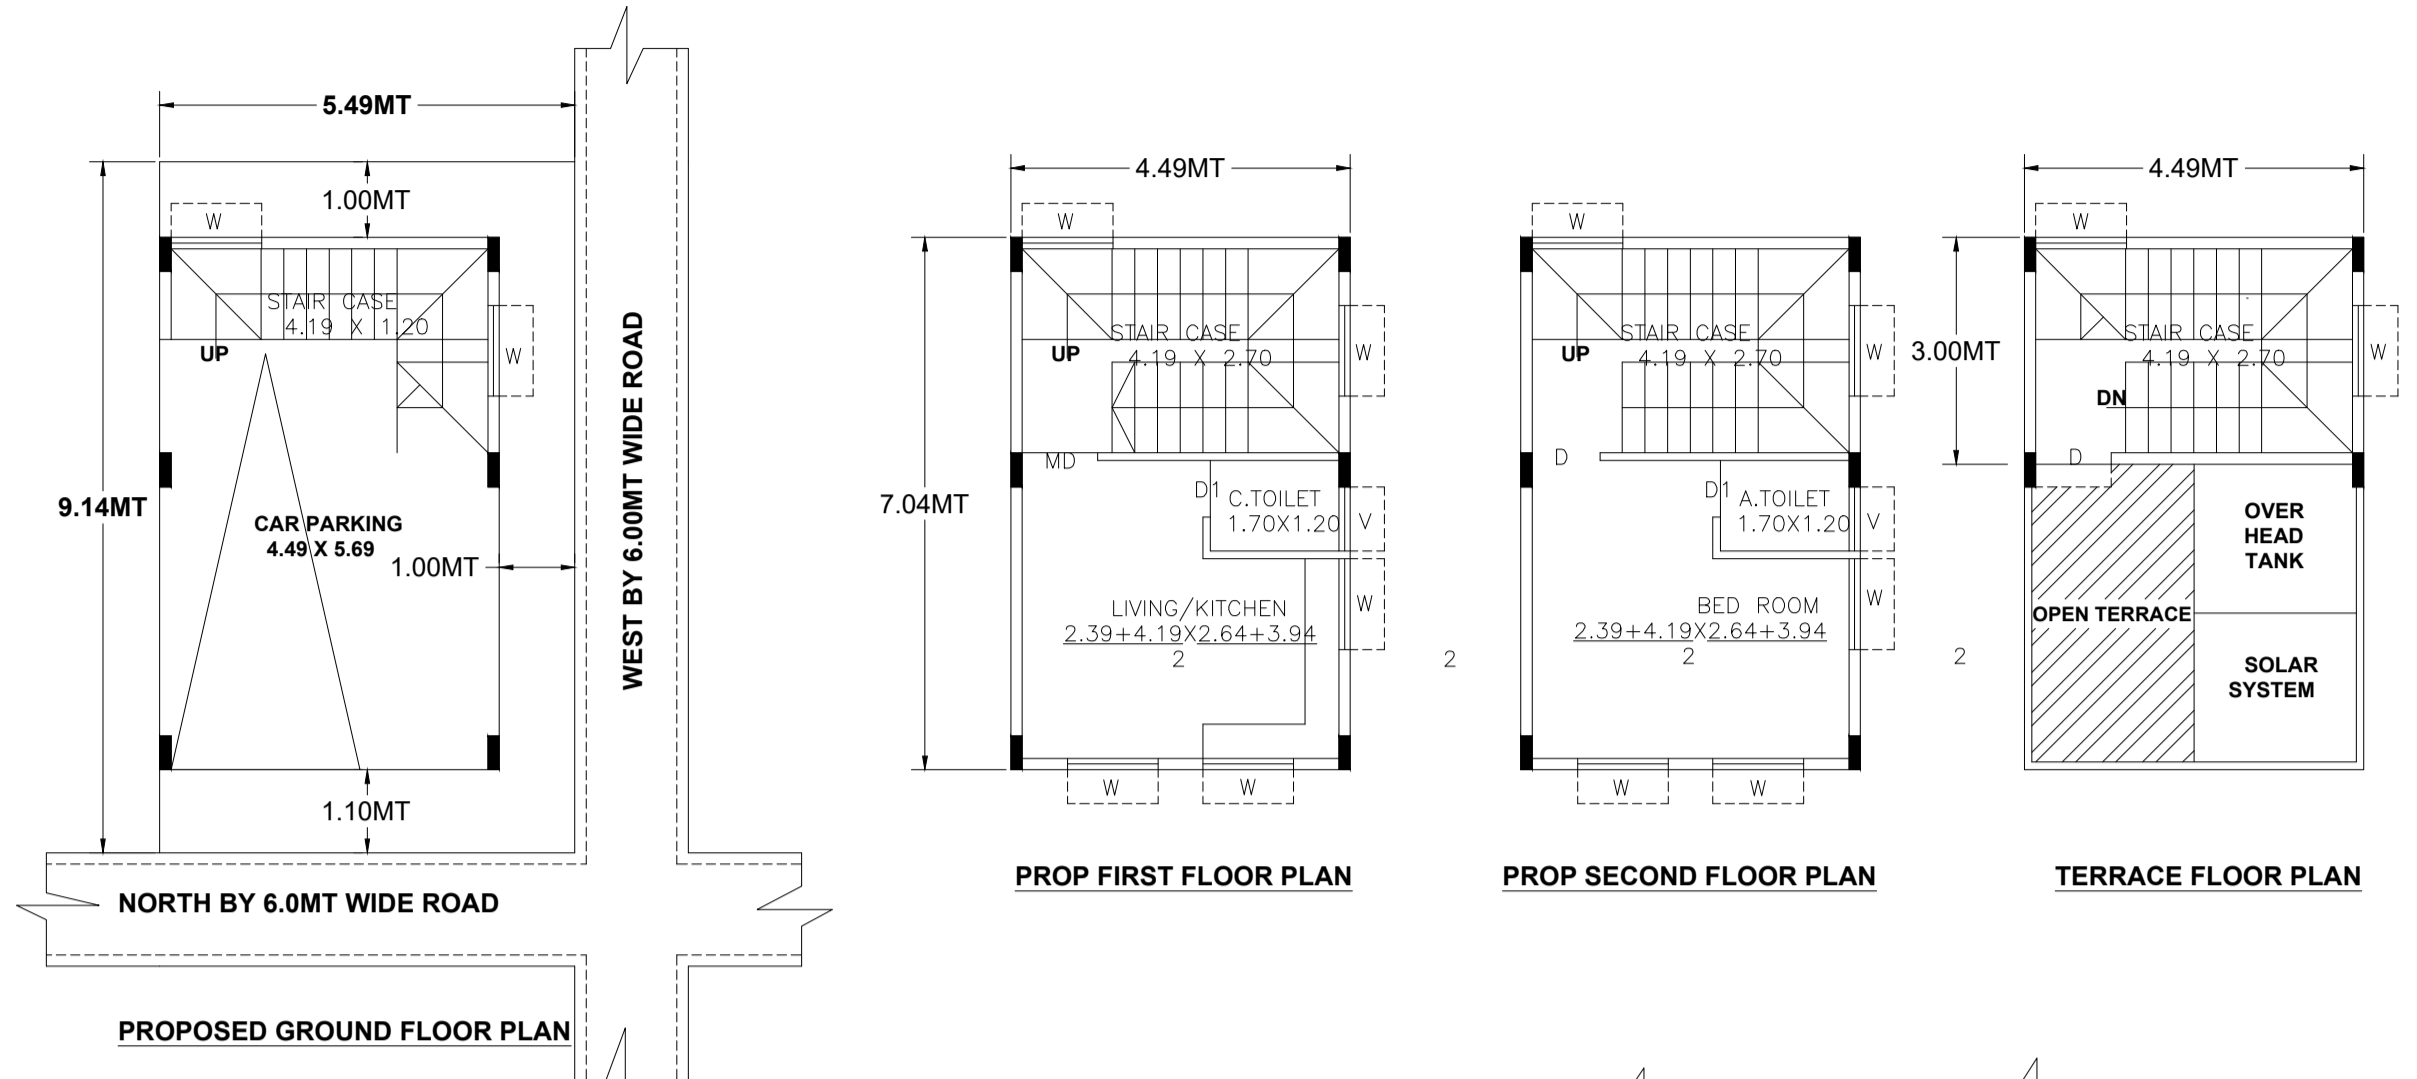 5.49MT
1.00MT
W
STAIR CASE
4.19 X 1.20
UP
W
9.14MT
CAR PARKING
4.49 X 5.69
1.00MT
1.10MT
WEST BY 6.00MT WIDE ROAD
NORTH BY 6.0MT WIDE ROAD
PROPOSED GROUND FLOOR PLAN
4.49MT
W
STAIR CASE
4.19 X 2.70
UP
W
MD
7.04MT
D1
C.TOILET
1.70X1.20
V
LIVING/KITCHEN
2.39+4.19X2.64+3.94
2
W
2
W
W
PROP FIRST FLOOR PLAN
W
STAIR CASE
4.19 X 2.70
UP
W
D
D1
A.TOILET
1.70X1.20
V
BED ROOM
2.39+4.19X2.64+3.94
2
W
2
W
W
PROP SECOND FLOOR PLAN
4.49MT
W
3.00MT
STAIR CASE
4.19 X 2.70
W
DN
D
OVER
HEAD
TANK
OPEN TERRACE
SOLAR
SYSTEM
TERRACE FLOOR PLAN